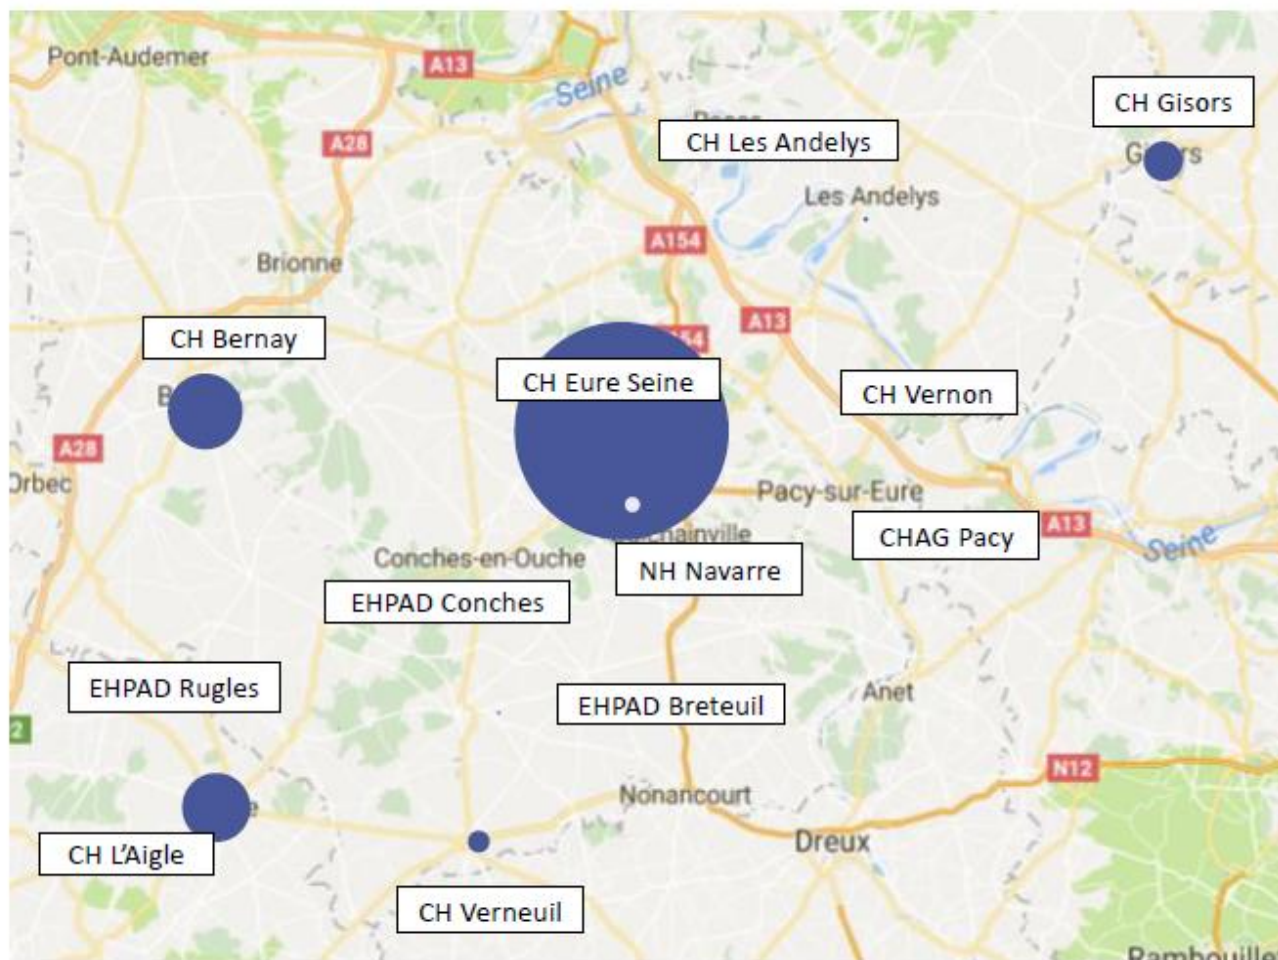 Pont-Audemer
A13
Seine
CH Gisors
A28
CH Les Andelys
Les Andelys
A154
Brionne
A13
CH Bernay
CH Eure Seine
CH Vernon
A28
Orbec
Pacy-sur-Eure
CHAG Pacy
A13
Seine
Conches-en-Ouche
NH Navarre
EHPAD Conches
EHPAD Rugles
EHPAD Breteuil
Anet
2
N12
Nonancourt
Dreux
CH L'Aigle
CH Verneuil